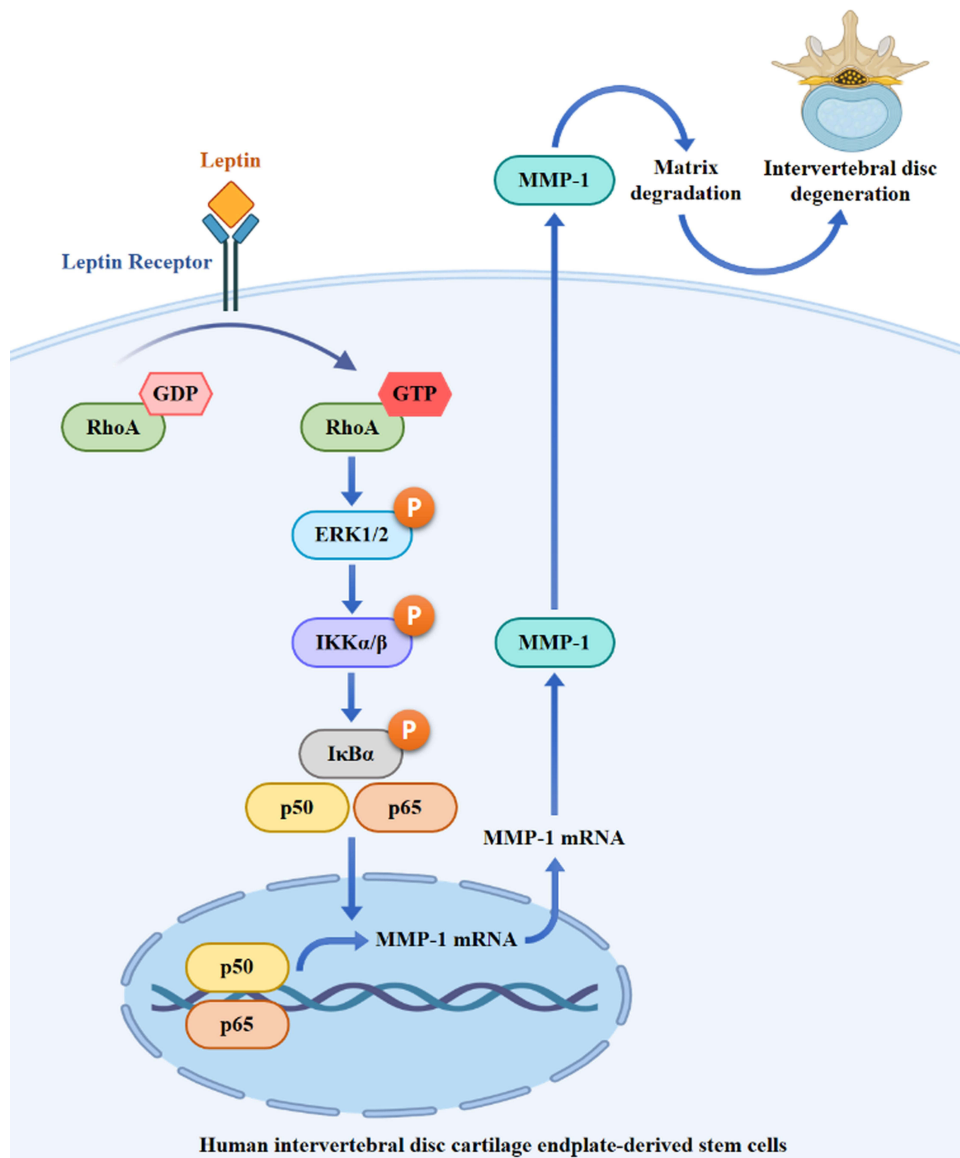 Leptin
Leptin Receptor
MMP-1
Matrix
degradation
Intervertebral disc
degeneration
GDP
RhoA
GTP
RhoA
P
ERK1/2
P
IKKα/β
MMP-1
P
IκBα
p50
p65
MMP-1 mRNA
MMP-1 mRNA
p50
p65
Human intervertebral disc cartilage endplate-derived stem cells